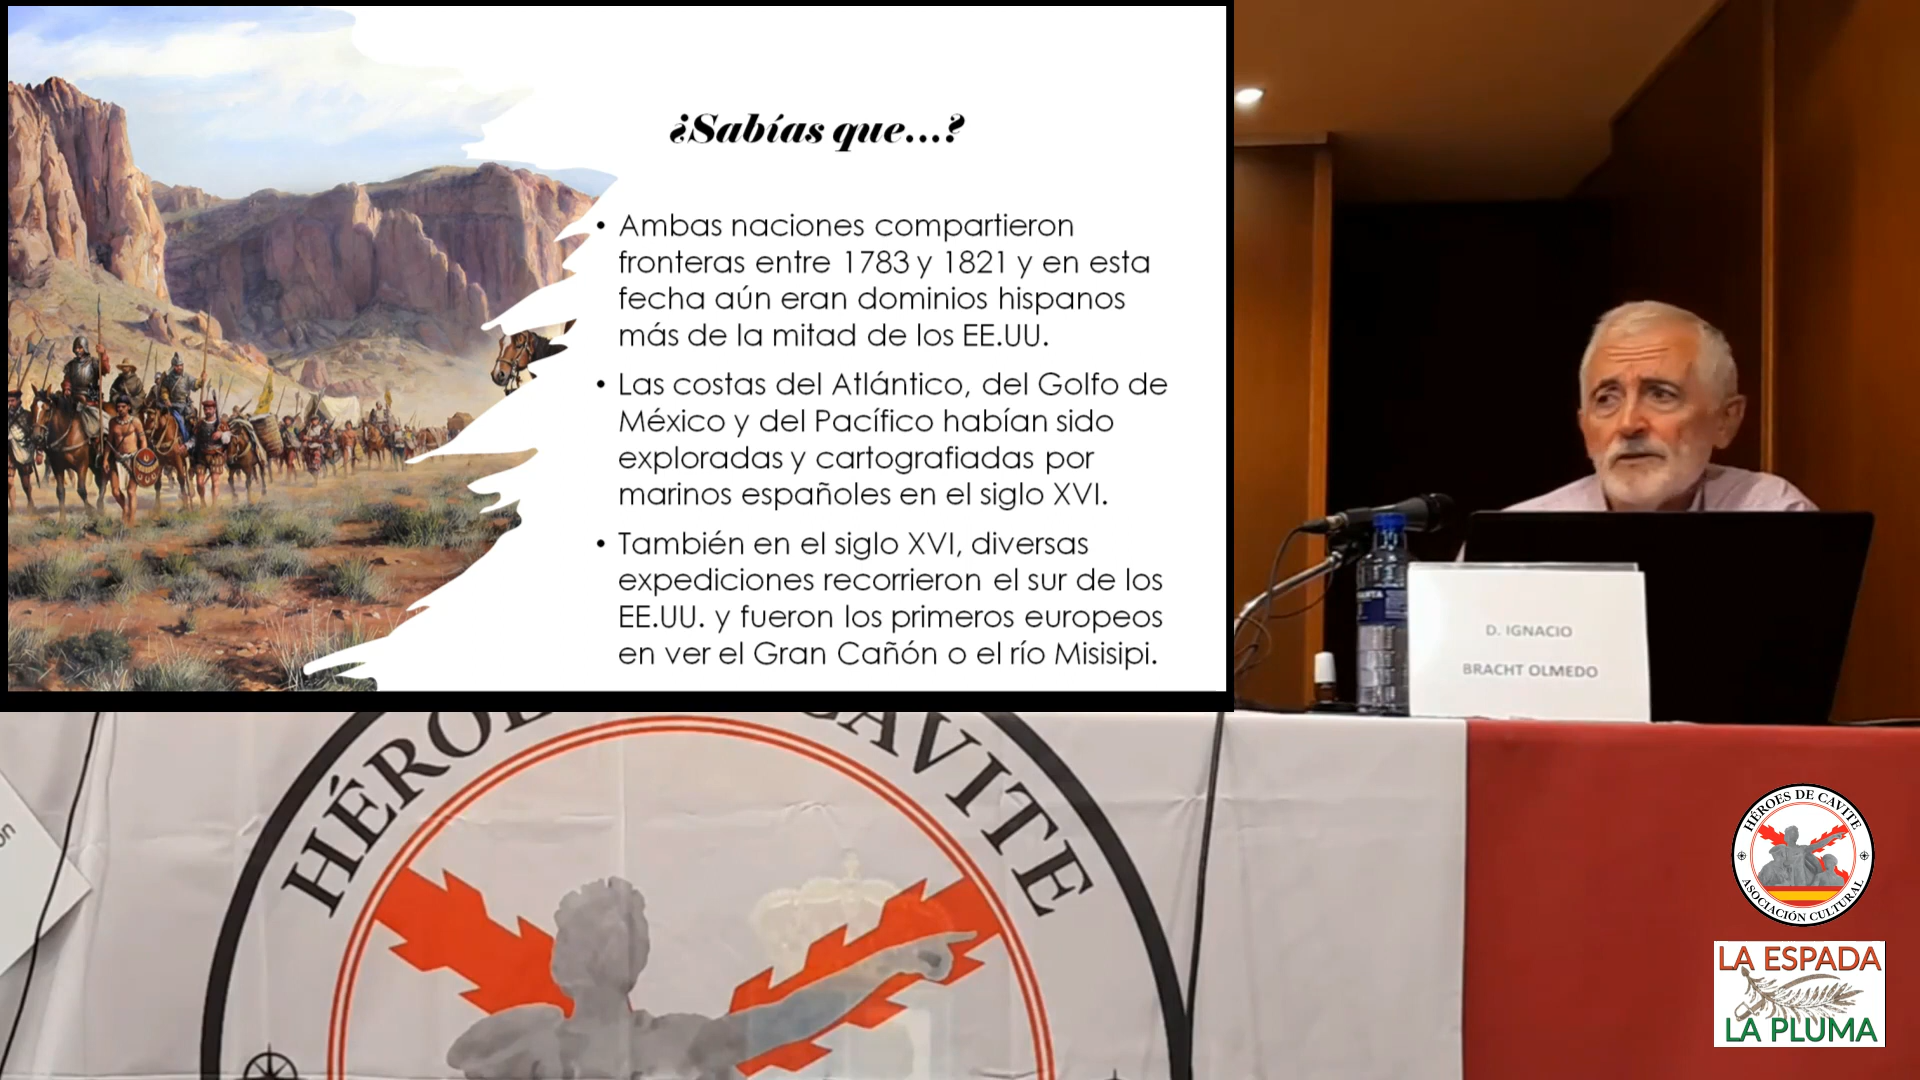 ¿Sabías que...?
• Ambas naciones compartieron
fronteras entre 1783 y 1821 y en esta
fecha aún eran dominios hispanos
más de la mitad de los EE.UU.
• Las costas del Atlántico, del Golfo de
México y del Pacífico habían sido
exploradas y cartografiadas por
marinos españoles en el siglo XVI.
• También en el siglo XVI, diversas
expediciones recorrieron el sur de los
EE.UU. y fueron los primeros europeos
en ver el Gran Cañón o el río Misisipi.
D. IGNACIO
BRACHT OLMEDO
CAVITE
HÉROES DE CAVITE
ASOCIACIÓN CULTURAL
LA ESPADA
LA PLUMA